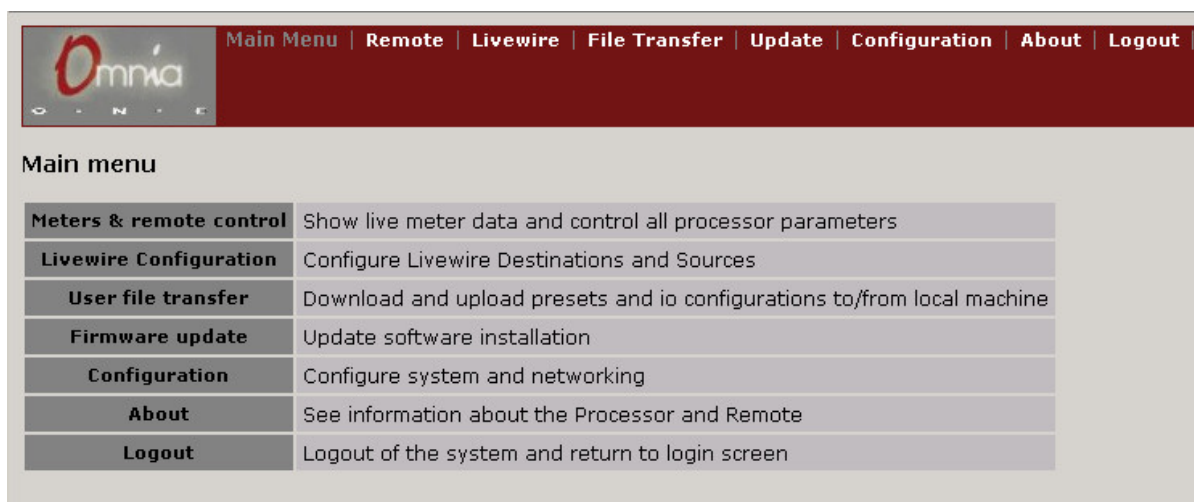 Omnia
O · N · E
Main Menu | Remote | Livewire | File Transfer | Update | Configuration | About | Logout |
Main menu
Meters & remote control Show live meter data and control all processor parameters
Livewire Configuration Configure Livewire Destinations and Sources
User file transfer Download and upload presets and io configurations to/from local machine
Firmware update Update software installation
Configuration Configure system and networking
About See information about the Processor and Remote
Logout Logout of the system and return to login screen